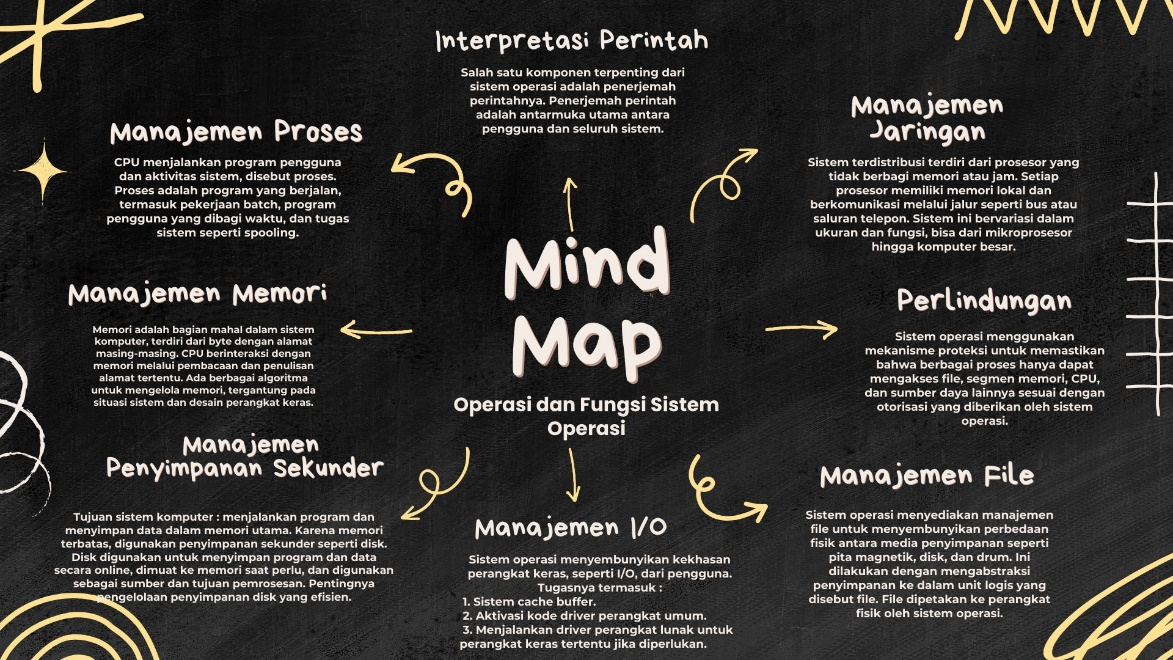 Interpretasi Perintah
Salah satu komponen terpenting dari
sistem operasi adalah penerjemah
perintahnya. Penerjemah perintah
adalah antarmuka utama antara
pengguna dan seluruh sistem.
Manajemen Proses
CPU menjalankan program pengguna
dan aktivitas sistem, disebut proses.
Proses adalah program yang berjalan,
termasuk pekerjaan batch, program
pengguna yang dibagi waktu, dan tugas
sistem seperti spooling.
Manajemen
Jaringan
Sistem terdistribusi terdiri dari prosesor yang
tidak berbagi memori atau jam. Setiap
prosesor memiliki memori lokal dan
berkomunikasi melalui jalur seperti bus atau
saluran telepon. Sistem ini bervariasi dalam
ukuran dan fungsi, bisa dari mikroprosesor
hingga komputer besar.
Mind
Map
Operasi dan Fungsi Sistem
Operasi
Manajemen Memori
Memori adalah bagian mahal dalam sistem
komputer, terdiri dari byte dengan alamat
masing-masing. CPU berinteraksi dengan
memori melalui pembacaan dan penulisan
alamat tertentu. Ada berbagai algoritma
untuk mengelola memori, tergantung pada
situasi sistem dan desain perangkat keras.
Perlindungan
Sistem operasi menggunakan
mekanisme proteksi untuk memastikan
bahwa berbagai proses hanya dapat
mengakses file, segmen memori, CPU,
dan sumber daya lainnya sesuai dengan
otorisasi yang diberikan oleh sistem
operasi.
Manajemen
Penyimpanan Sekunder
Tujuan sistem komputer : menjalankan program dan
menyimpan data dalam memori utama. Karena memori
terbatas, digunakan penyimpanan sekunder seperti disk.
Disk digunakan untuk menyimpan program dan data
secara online, dimuat ke memori saat perlu, dan digunakan
sebagai sumber dan tujuan pemrosesan. Pentingnya
pengelolaan penyimpanan disk yang efisien.
Manajemen I/O
Sistem operasi menyembunyikan kekhasan
perangkat keras, seperti I/O, dari pengguna.
Tugasnya termasuk :
1. Sistem cache buffer.
2. Aktivasi kode driver perangkat umum.
3. Menjalankan driver perangkat lunak untuk
perangkat keras tertentu jika diperlukan.
Manajemen File
Sistem operasi menyediakan manajemen
file untuk menyembunyikan perbedaan
fisik antara media penyimpanan seperti
pita magnetik, disk, dan drum. Ini
dilakukan dengan mengabstraksi
penyimpanan ke dalam unit logis yang
disebut file. File dipetakan ke perangkat
fisik oleh sistem operasi.